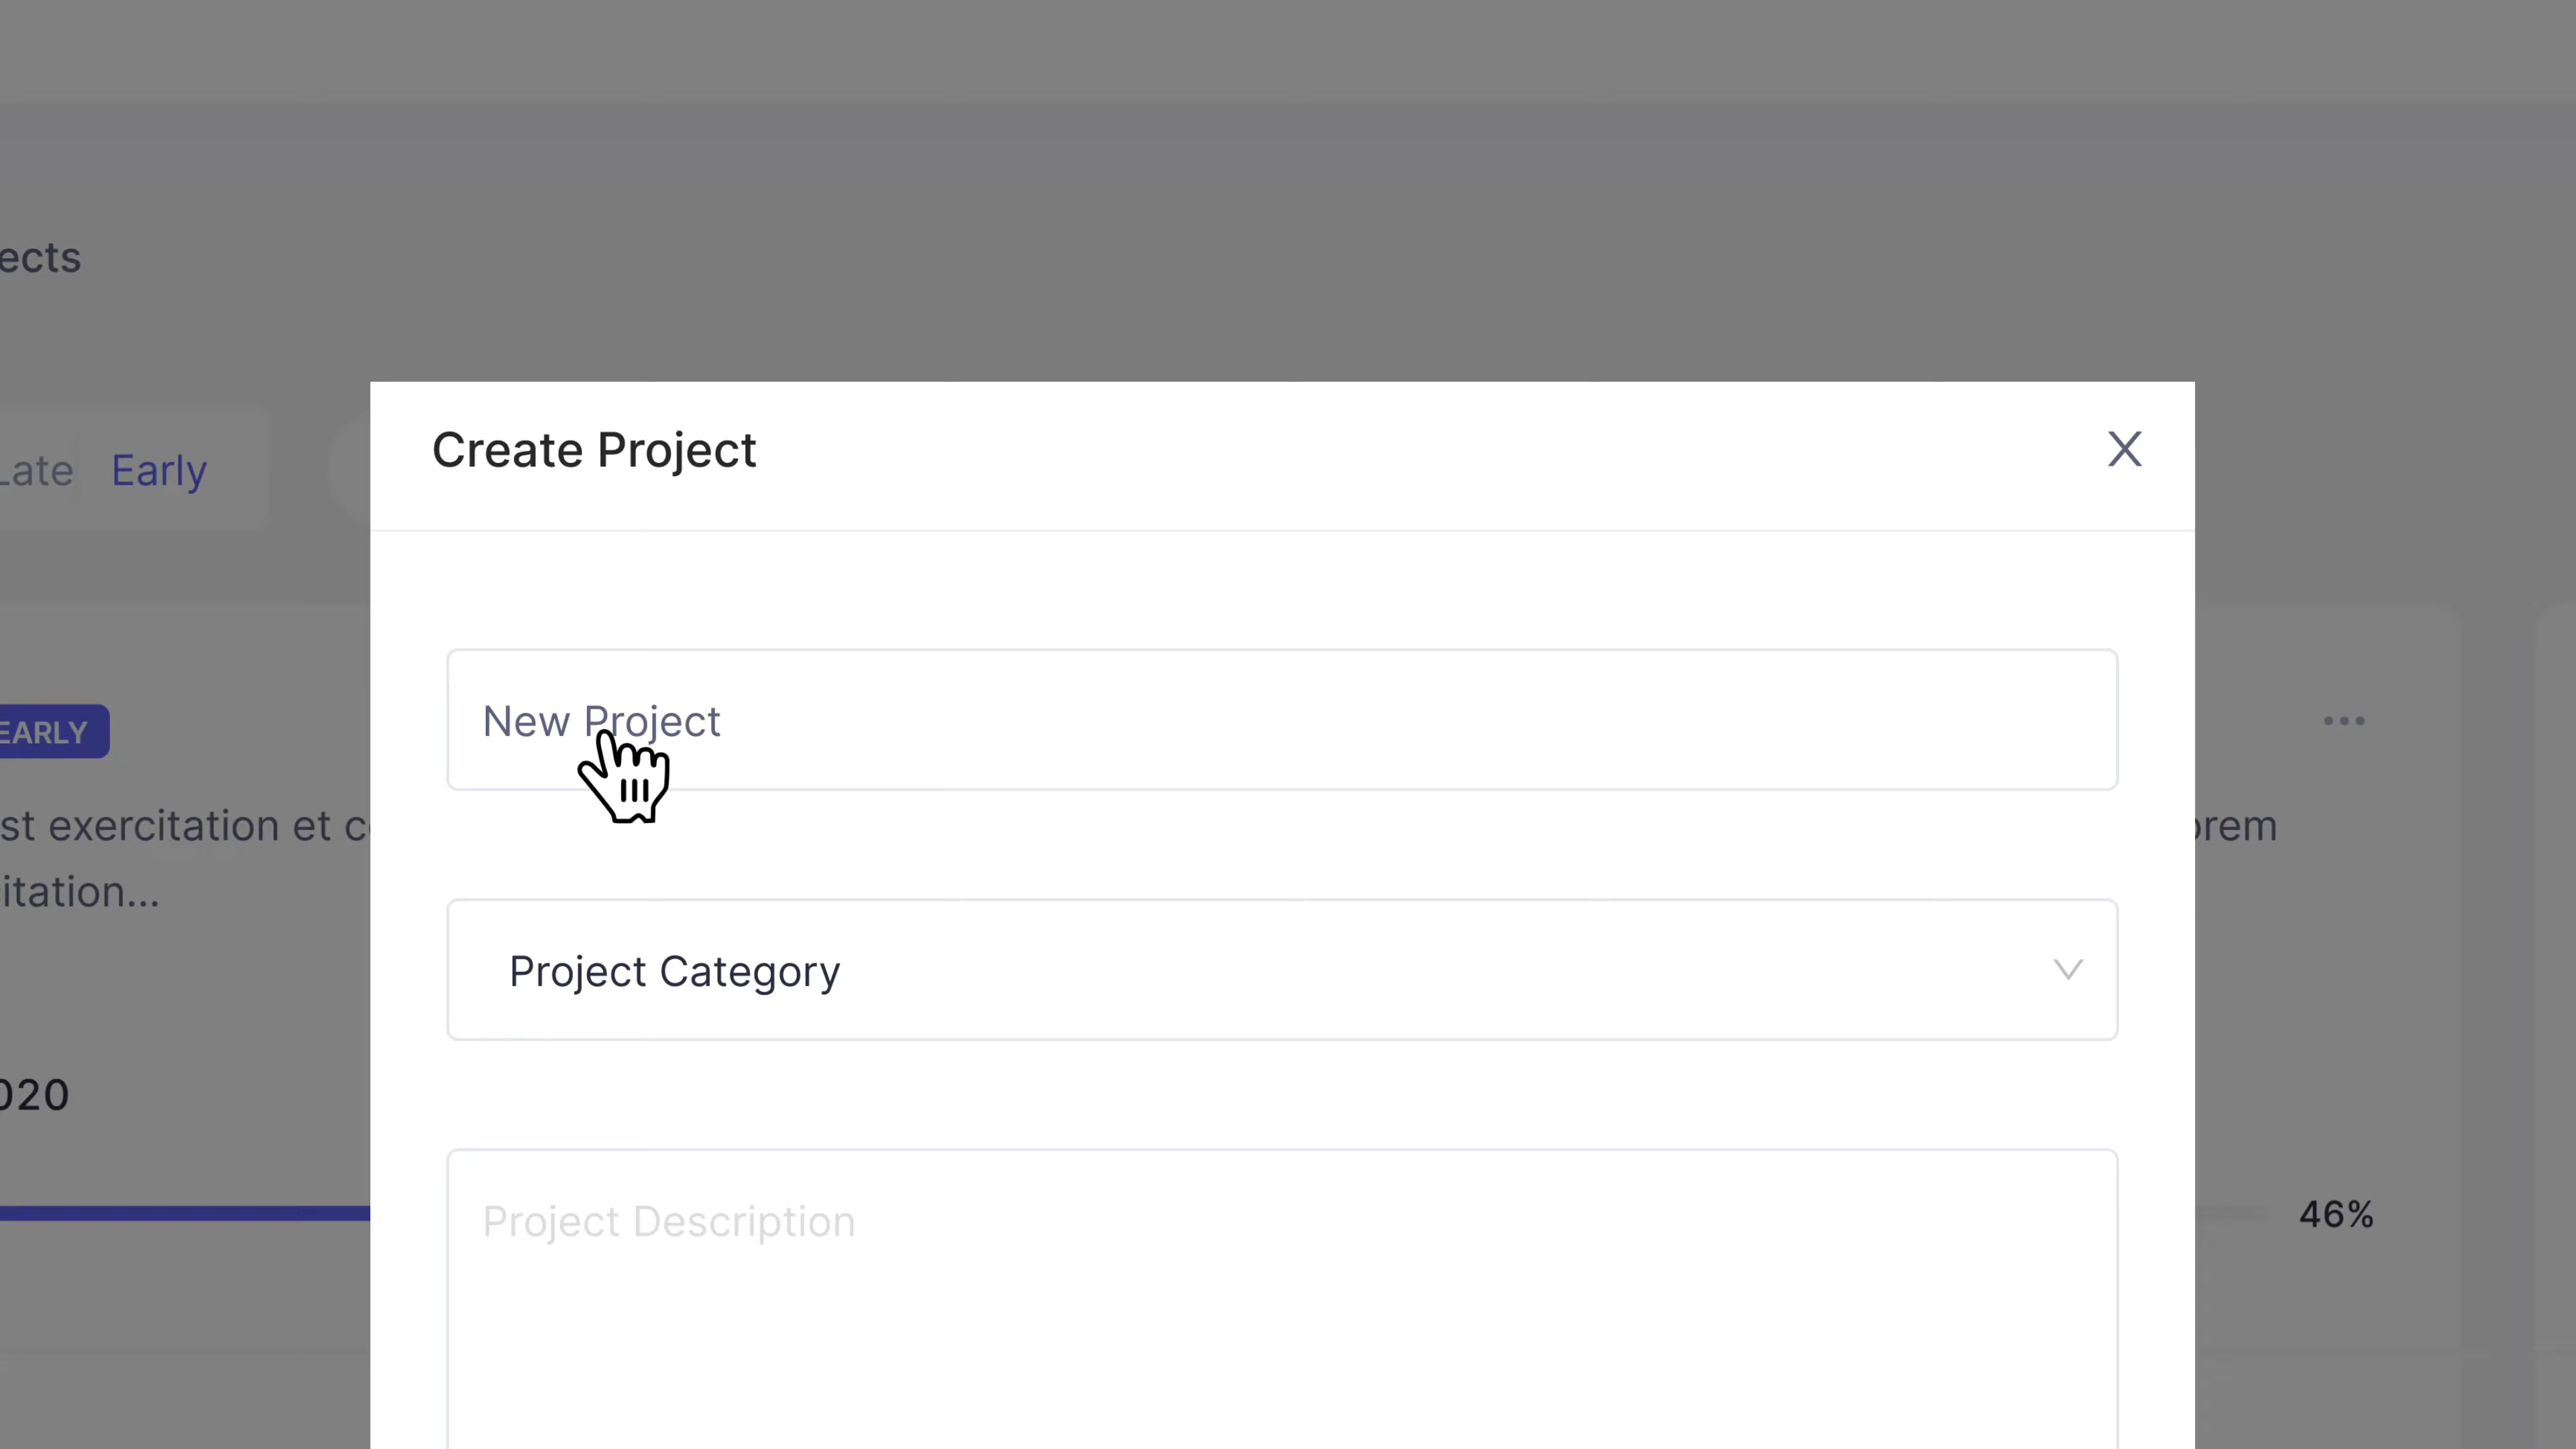 ects
Late Early
Create Project
New Project
EARLY
st exercitation et c
orem
itation...
Project Category
020
Project Description
46%